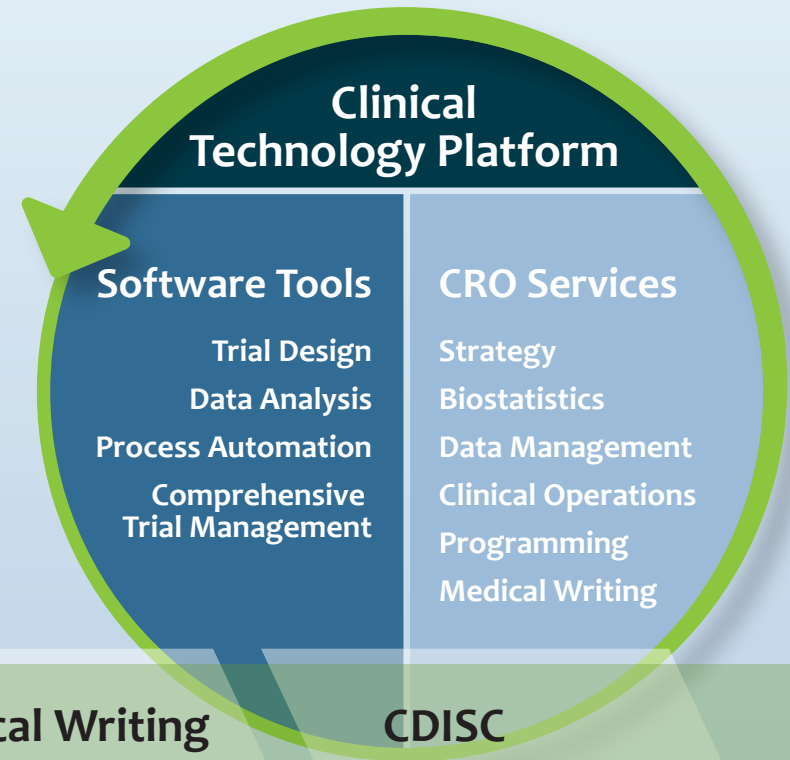 Clinical
Technology Platform
Software Tools
Trial Design
Data Analysis
Process Automation
Comprehensive
Trial Management
CRO Services
Strategy
Biostatistics
Data Management
Clinical Operations
Programming
Medical Writing
Writing
CDISC